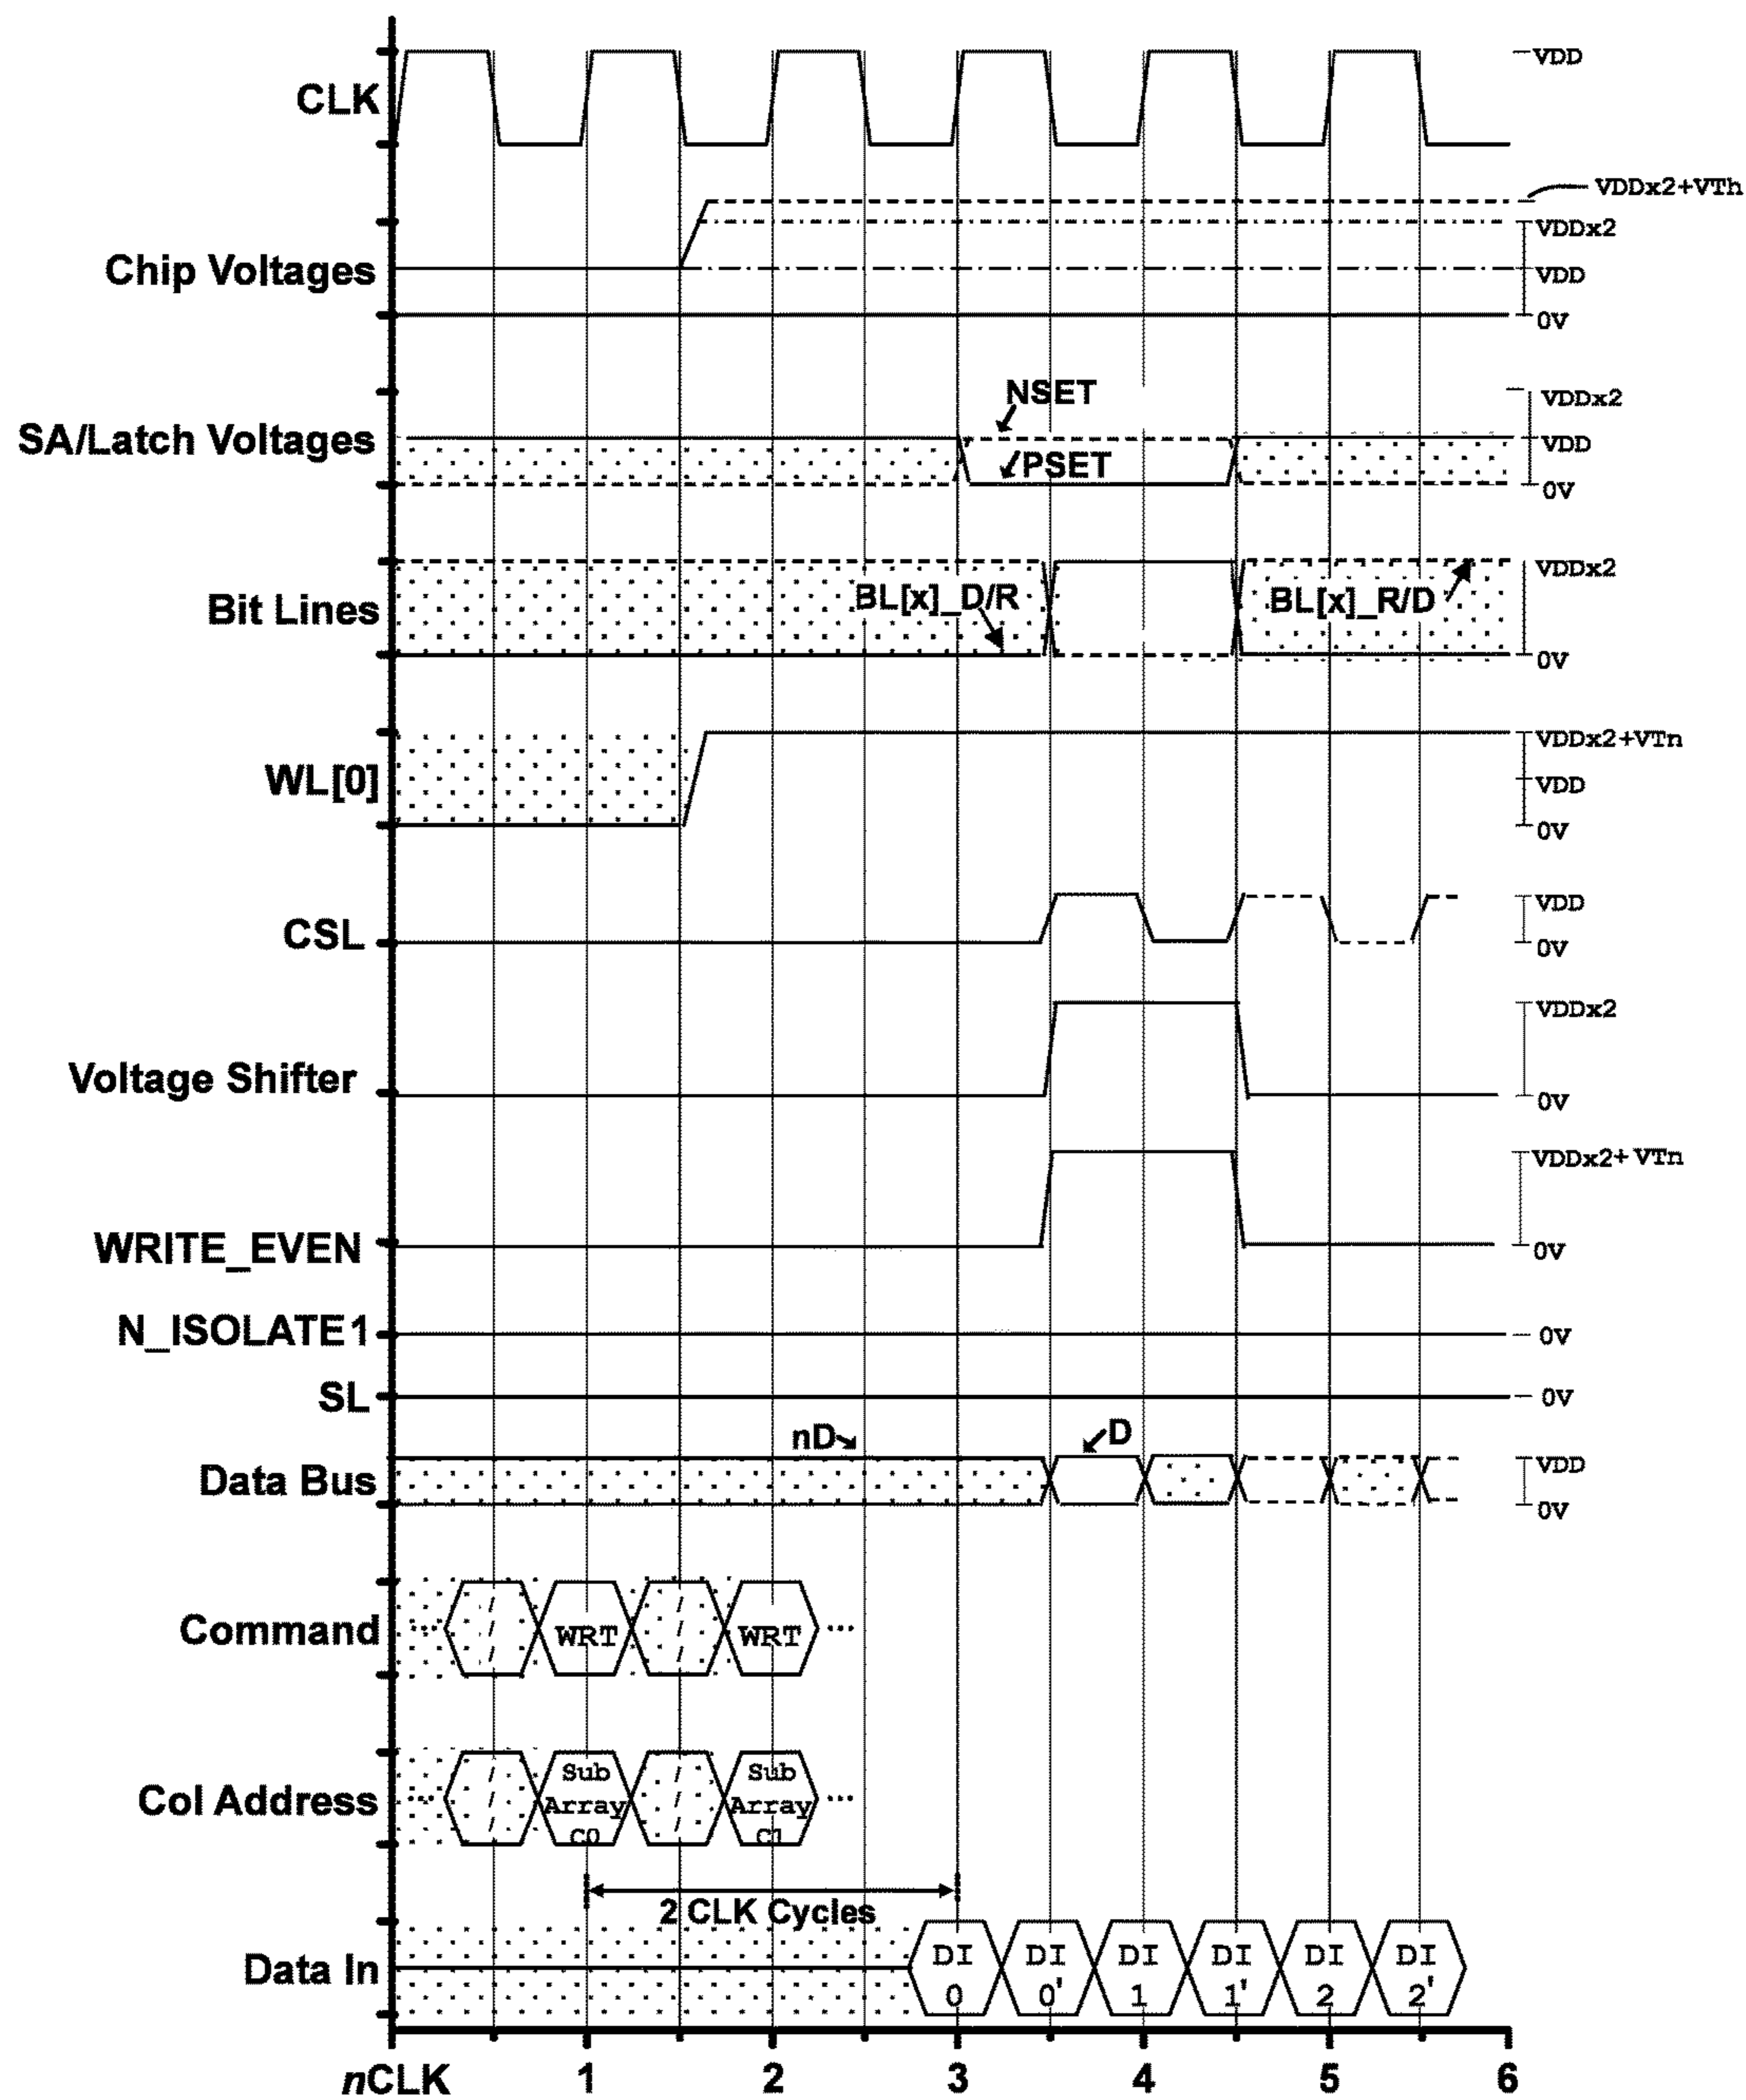 CLK
VDD
Chip Voltages
VDDx2+VTh
VDDx2
VDD
0V
SA/Latch Voltages
NSET
PSET
VDDx2
VDD
0V
Bit Lines
BL[x]_D/R
BL[x]_R/D
VDDx2
0V
WL[0]
VDDx2+VTn
VDD
0V
CSL
VDD
0V
Voltage Shifter
VDDx2
0V
WRITE_EVEN
VDDx2+VTn
0V
N_ISOLATE1
0V
SL
0V
Data Bus
nD
D
VDD
0V
Command
...
WRT
WRT
...
Col Address
...
Sub
Array
C0
Sub
Array
C1
...
2 CLK Cycles
Data In
DI
0
DI
0'
DI
1
DI
1'
DI
2
DI
2'
nCLK 1 2 3 4 5 6